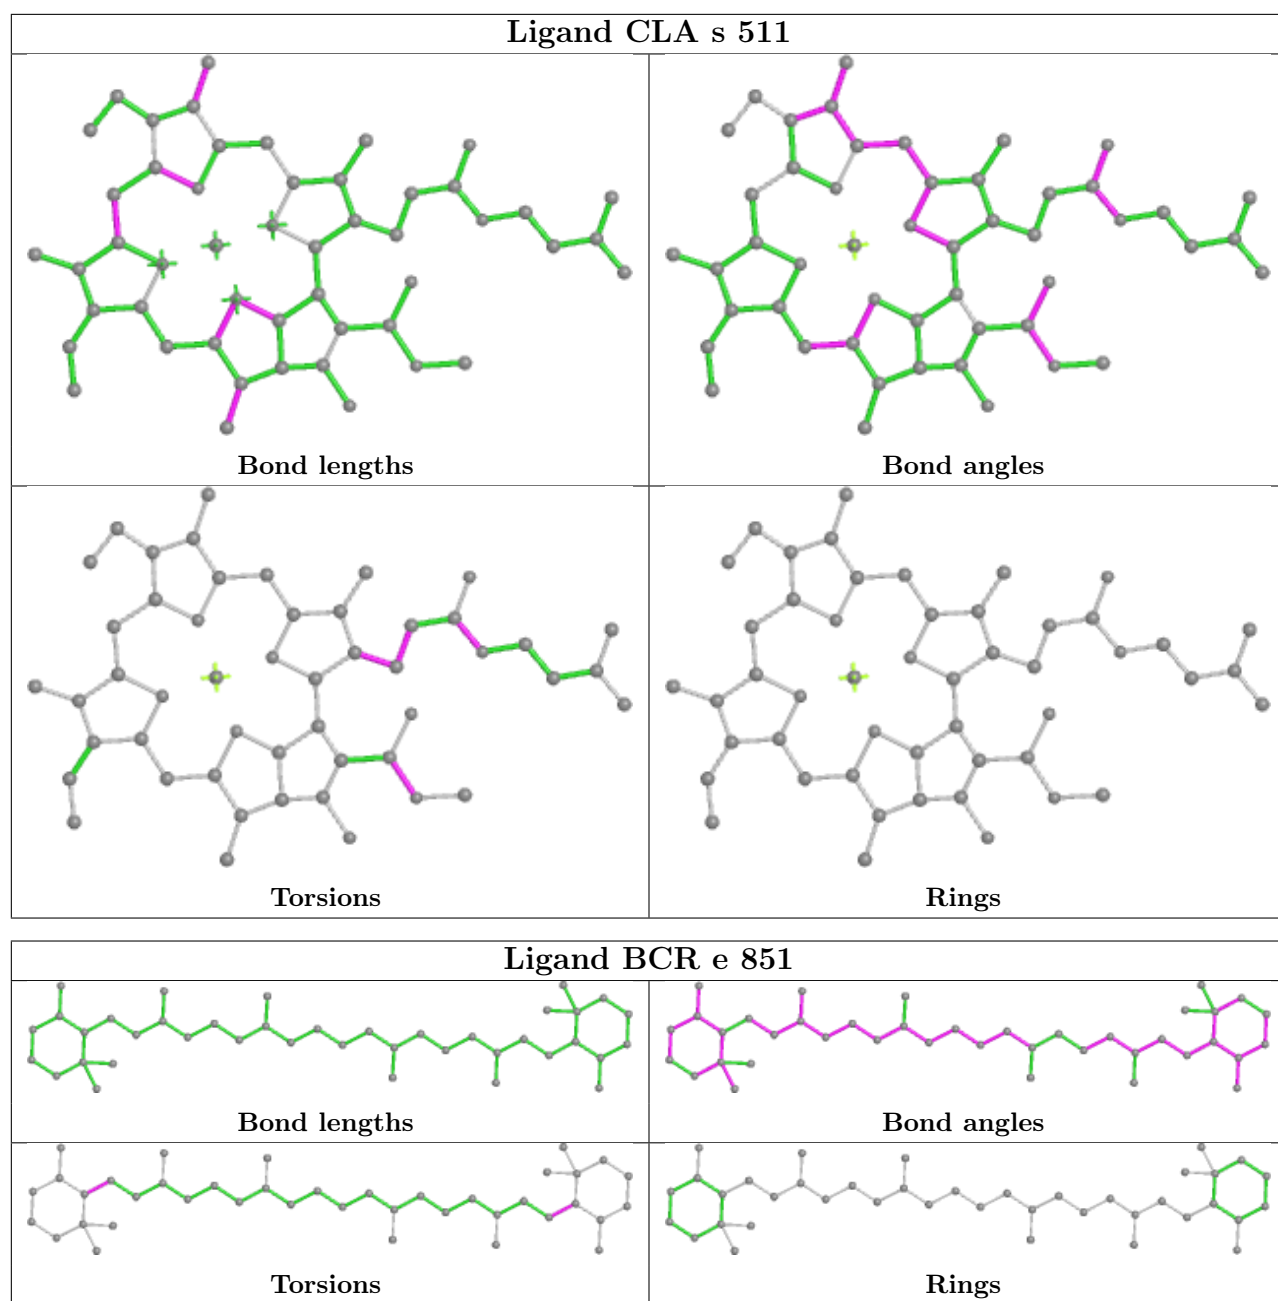 Ligand CLA s 511
Bond lengths
Bond angles
Torsions
Rings
Ligand BCR e 851
Bond lengths
Bond angles
Torsions
Rings